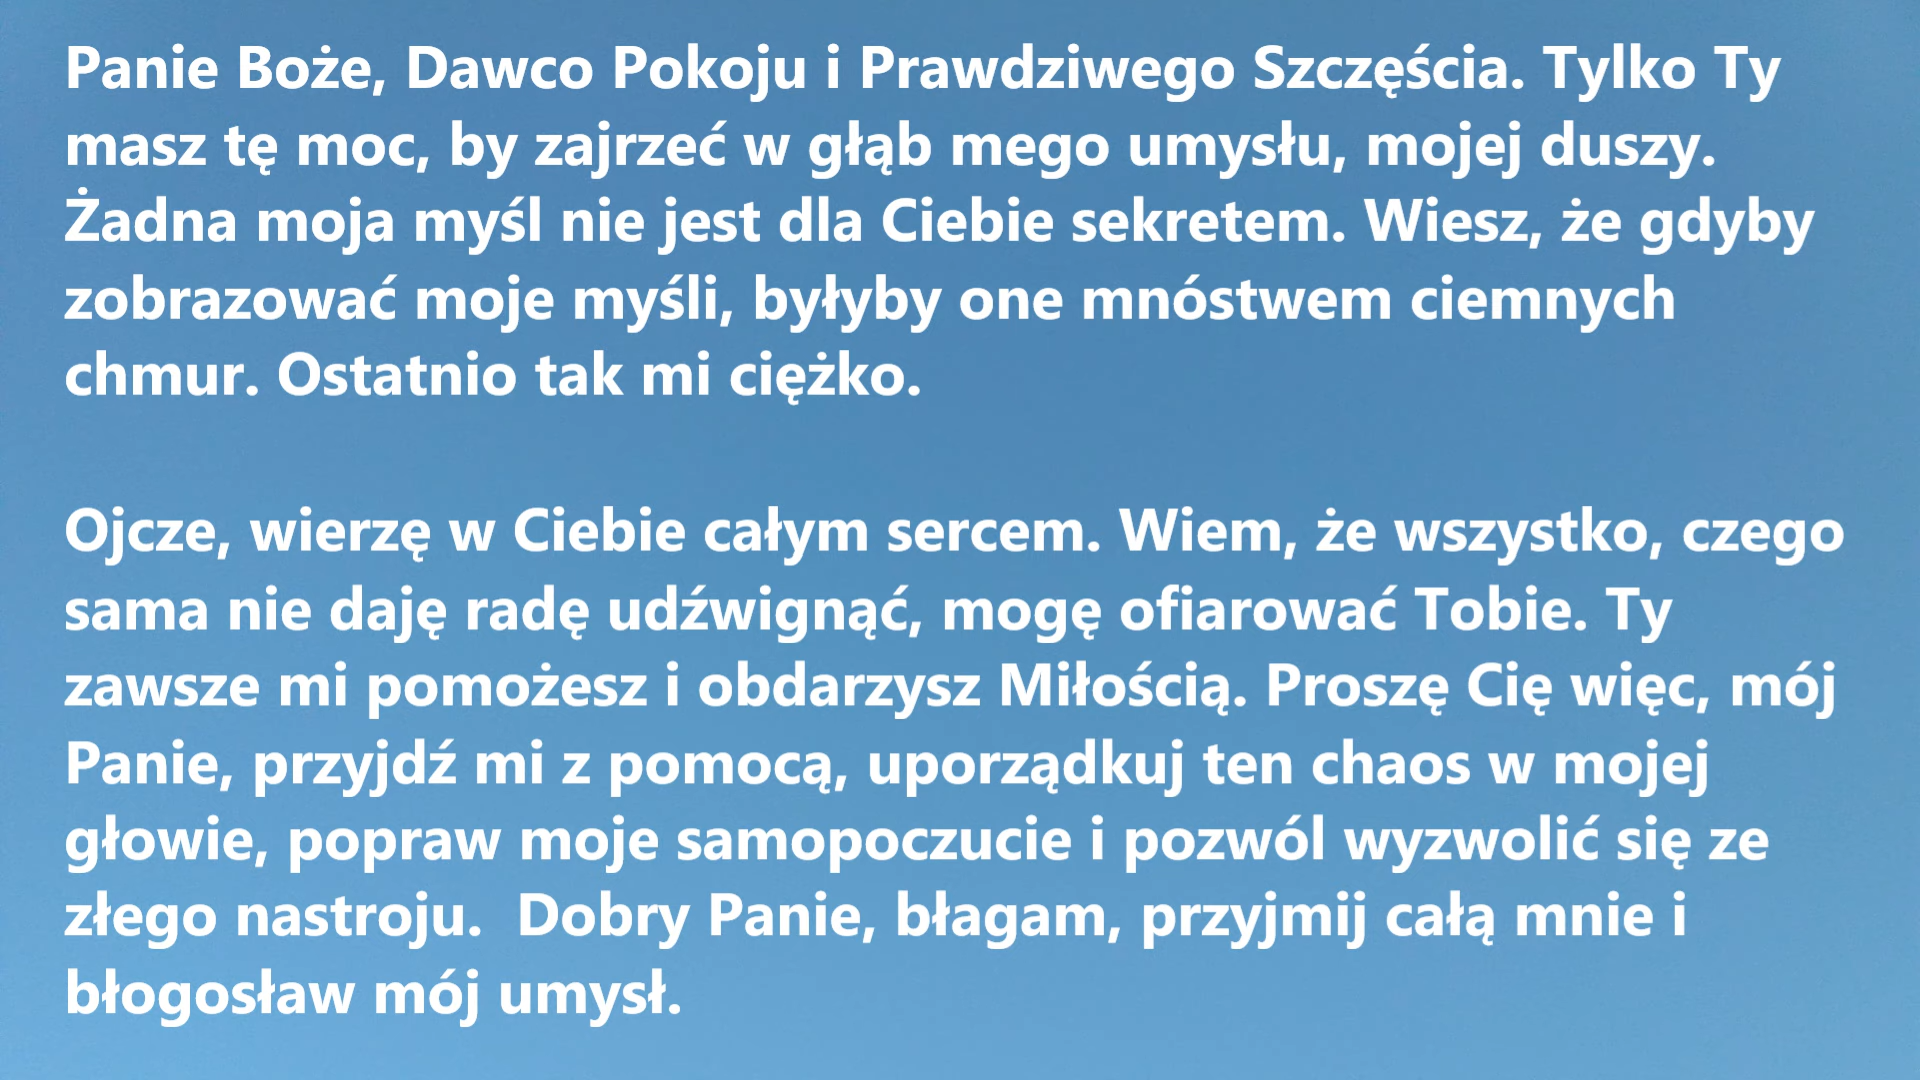 Panie Boże, Dawco Pokoju i Prawdziwego Szczęścia. Tylko Ty
masz tę moc, by zajrzeć w głąb mego umysłu, mojej duszy.
Żadna moja myśl nie jest dla Ciebie sekretem. Wiesz, że gdyby
zobrazować moje myśli, byłyby one mnóstwem ciemnych
chmur. Ostatnio tak mi ciężko.
Ojcze, wierzę w Ciebie całym sercem. Wiem, że wszystko, czego
sama nie daję radę udźwignąć, mogę ofiarować Tobie. Ty
zawsze mi pomożesz i obdarzysz Miłością. Proszę Cię więc, mój
Panie, przyjdź mi z pomocą, uporządkuj ten chaos w mojej
głowie, popraw moje samopoczucie i pozwól wyzwolić się ze
złego nastroju.  Dobry Panie, błagam, przyjmij całą mnie i
błogosław mój umysł.